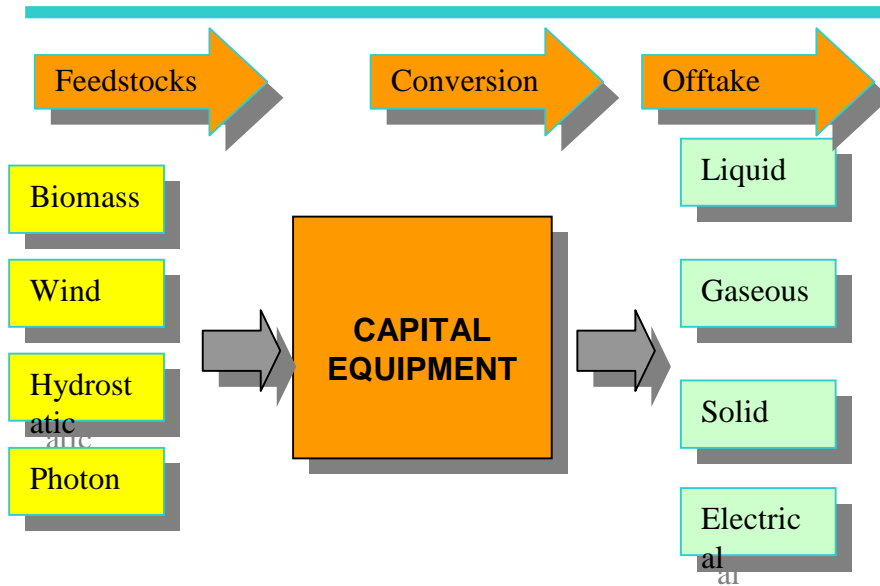 Feedstocks
Conversion
Offtake
Biomass
Wind
Hydrost
atic
Photon
CAPITAL
EQUIPMENT
Liquid
Gaseous
Solid
Electric
al